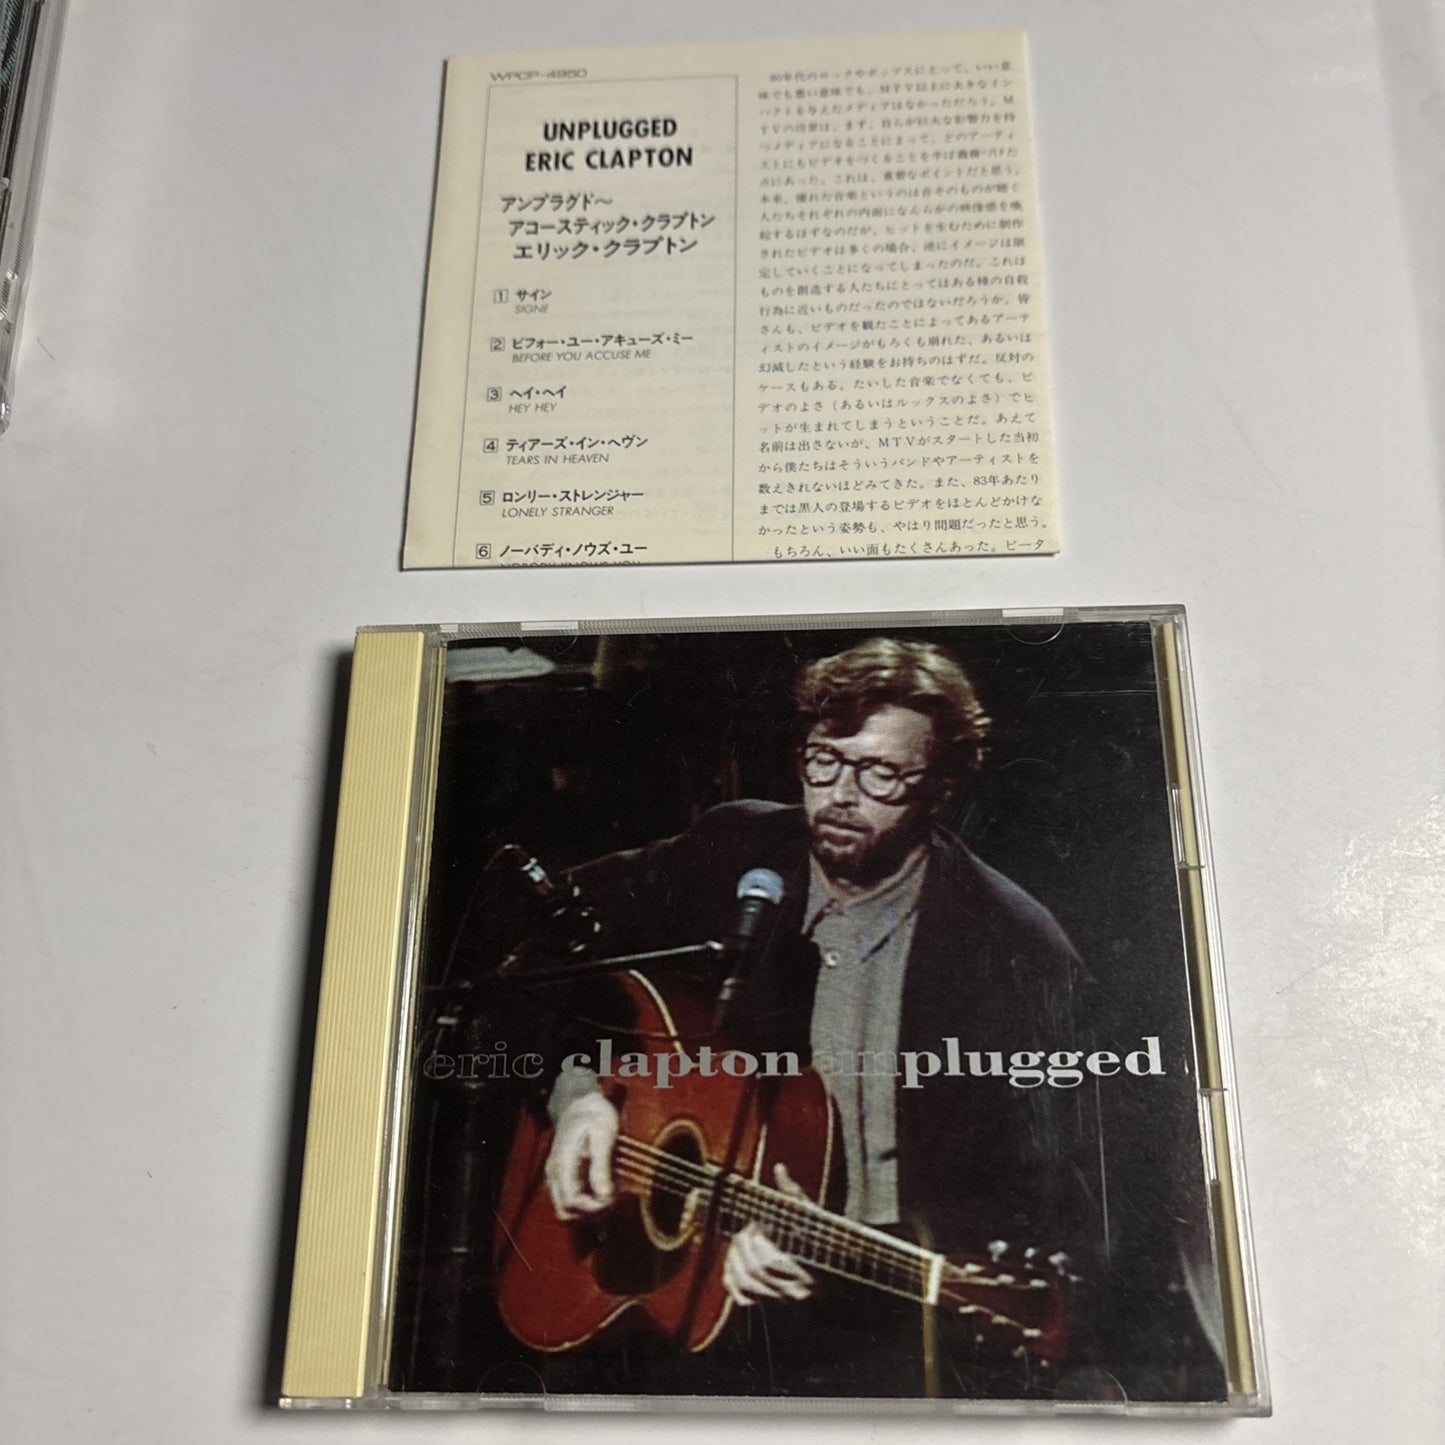 WPCP-4950
UNPLUGGED
ERIC CLAPTON
アンプラグド〜
アコースティック・クラプトン
エリック・クラプトン
1 サイン
SIGNE
2 ビフォー・ユー・アキューズ・ミー
BEFORE YOU ACCUSE ME
3 ヘイ・ヘイ
HEY HEY
4 ティアーズ・イン・ヘヴン
TEARS IN HEAVEN
5 ロンリー・ストレンジャー
LONELY STRANGER
6 ノーバディ・ノウズ・ユー
NOBODY KNOWS YOU
80年代のロックやポップスにとって、いい意
味でも悪い意味でも、MTV以上に大きなイン
パクトを与えたメディアはなかっただろう。M
TVの功罪は、まず、自らが巨大な影響力を持
つメディアになることによって、どのアーティ
ストにもビデオをつくることを半ば義務づけた
点にあった。これは、重要なポイントだと思う。
本来、優れた音楽というのは音そのものが聴く
人たちそれぞれの内面になんらかの映像感を喚
起するはずなのだが、ヒットを生むために制作
されたビデオは多くの場合、逆にイメージは限
定していくことになってしまったのだ。これは
ものを創造する人たちにとってはある種の自殺
行為に近いものだったのではないだろうか。皆
さんも、ビデオを観たことによってあるアーテ
ィストのイメージがもろくも崩れた、あるいは
幻滅したという経験をお持ちのはずだ。反対の
ケースもある。たいした音楽でなくても、ビ
デオのよさ（あるいはルックスのよさ）でヒ
ットが生まれてしまうということだ。あえて
名前は出さないが、MTVがスタートした当初
から僕たちはそういうバンドやアーティストを
数えきれないほどみてきた。また、83年あたり
までは黒人の登場するビデオをほとんどかけな
かったという姿勢も、やはり問題だったと思う。
もちろん、いい面もたくさんあった。ピータ
eric clapton unplugged